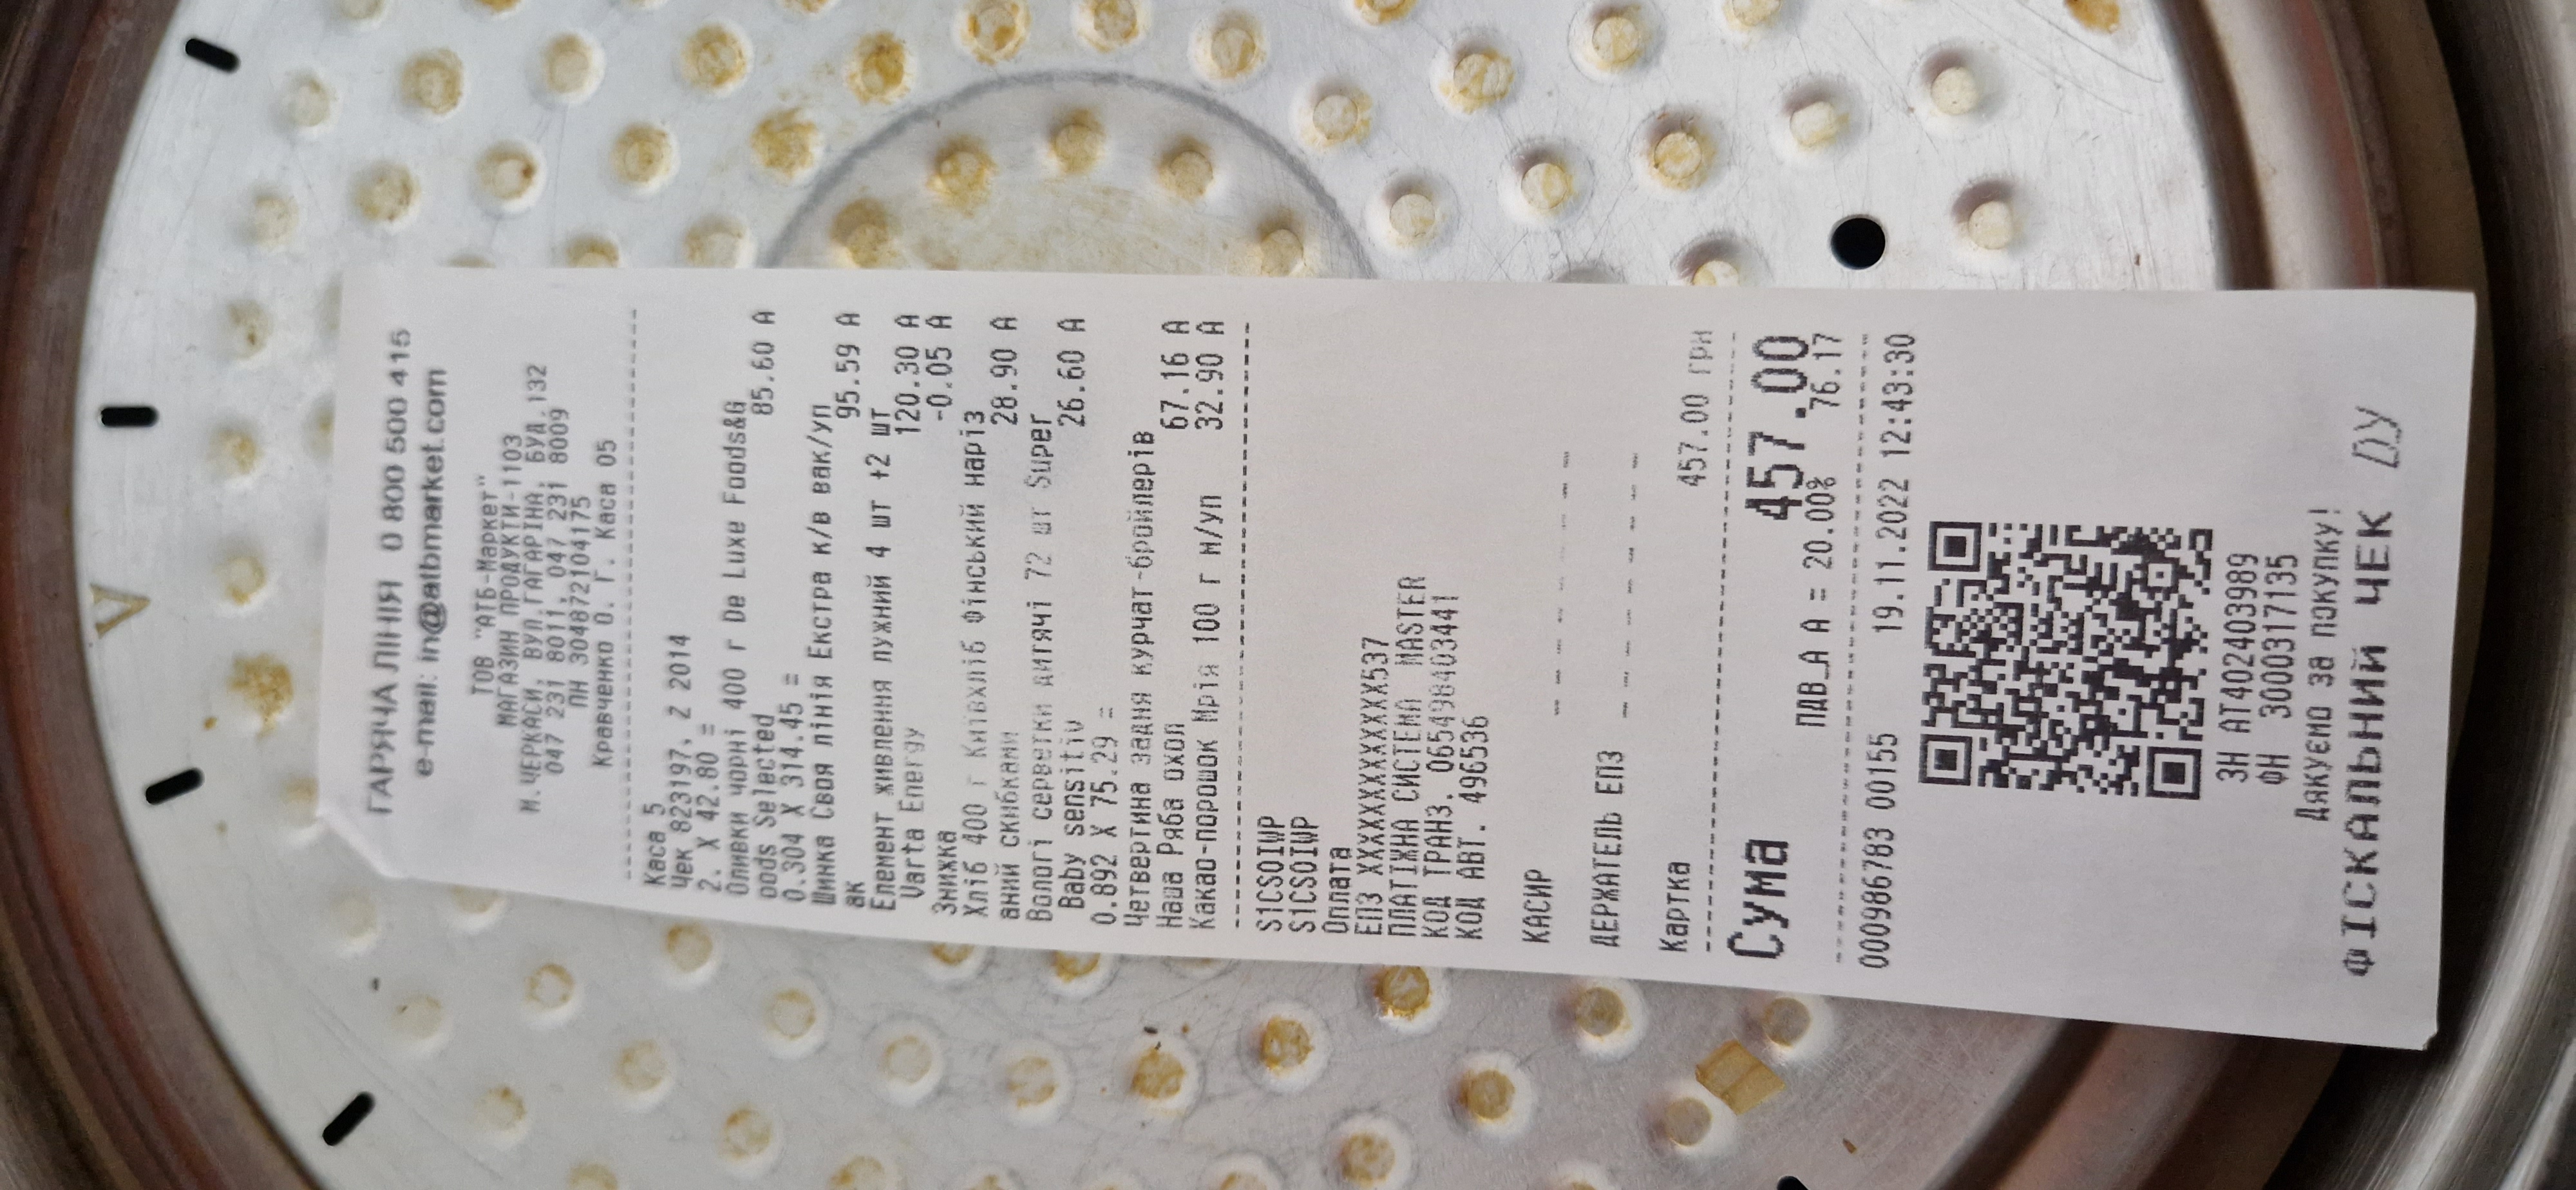 ГАРЯЧА ЛІНІЯ 0 800 500 415
e-mail: in@atbmarket.com
ТОВ "АТБ-Маркет"
МАГАЗИН ПРОДУКТИ-1103
М.ЧЕРКАСИ, ВУЛ.ГАГАРІНА, БУД.132
047 231 8011, 047 231 8009
ПН 304872104175
Кравченко О. Г. Каса 05
Каса 5
Чек 823197, Z 2014
2. X 42.80 =
Оливки чорні 400 г De Luxe Foods&G
oods Selected 85.60 А
0.304 X 314.45 =
Шинка Своя лінія Екстра к/в вак/уп
ак 95.59 А
Елемент живлення лужний 4 шт +2 шт
Varta Energy 120.30 А
Знижка -0.05 А
Хліб 400 г Київхліб Фінський наріз
аний скибками 28.90 А
Вологі серветки дитячі 72 шт Super
Baby sensitiv 26.60 А
0.892 X 75.29 =
Четвертина задня курчат-бройлерів
Наша Ряба охол 67.16 А
Какао-порошок Мрія 100 г м/уп 32.90 А
S1CS0IWP
S1CS0IWP
Оплата
ЕПЗ XXXXXXXXXXXXX537
ПЛАТІЖНА СИСТЕМА MASTER
КОД ТРАНЗ. 065498403441
КОД АВТ. 496536
КАСИР
ДЕРЖАТЕЛЬ ЕПЗ
Картка 457.00 грн
Сума 457.00
ПДВ_А А = 20.00% 76.17
0000986783 00155 19.11.2022 12:43:30
ЗН АТ402403989
ФН 3000317135
Дякуємо за покупку!
ФІСКАЛЬНИЙ ЧЕК